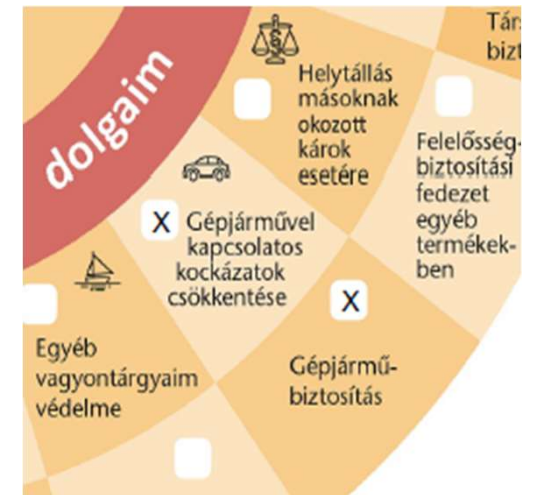 dolgaim
Helytállás
másoknak
okozott
károk
esetére
Felelősség-
biztosítási
fedezet
egyéb
termékek-
ben
X Gépjárművel
kapcsolatos
kockázatok
csökkentése
X
Gépjármű-
biztosítás
Egyéb
vagyontárgyaim
védelme